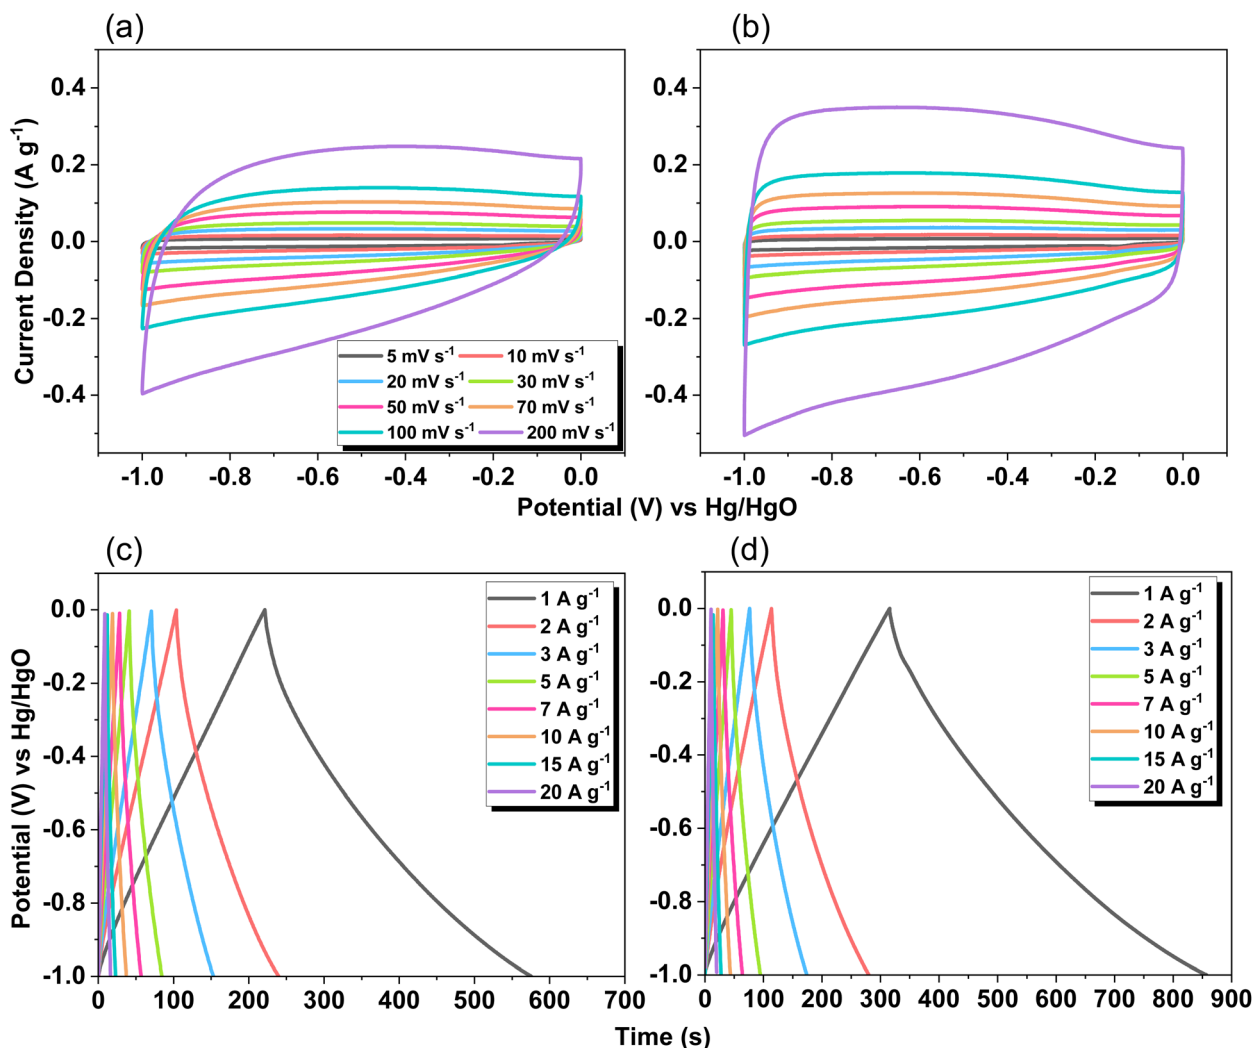 (a)
(b)
Current Density (A g-1)
0.4
0.2
0.0
-0.2
-0.4
5 mV s-1 10 mV s-1
20 mV s-1 30 mV s-1
50 mV s-1 70 mV s-1
100 mV s-1 200 mV s-1
-1.0 -0.8 -0.6 -0.4 -0.2 0.0
0.4
0.2
0.0
-0.2
-0.4
-1.0 -0.8 -0.6 -0.4 -0.2 0.0
Potential (V) vs Hg/HgO
(c)
(d)
Potential (V) vs Hg/HgO
0.0
-0.2
-0.4
-0.6
-0.8
-1.0
1 A g-1
2 A g-1
3 A g-1
5 A g-1
7 A g-1
10 A g-1
15 A g-1
20 A g-1
0 100 200 300 400 500 600 700
0.0
-0.2
-0.4
-0.6
-0.8
-1.0
1 A g-1
2 A g-1
3 A g-1
5 A g-1
7 A g-1
10 A g-1
15 A g-1
20 A g-1
0 100 200 300 400 500 600 700 800 900
Time (s)